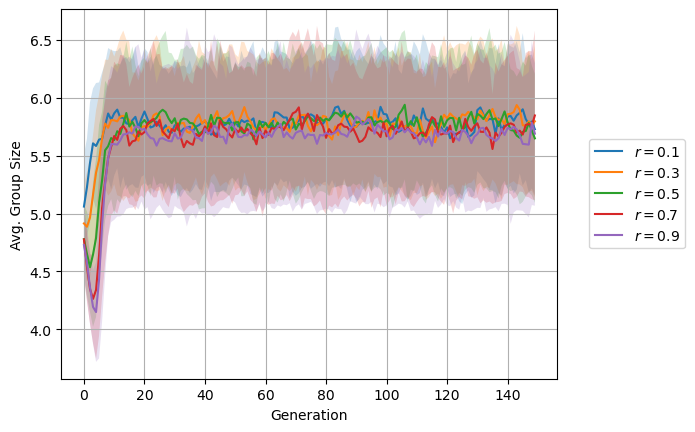 Avg. Group Size
6.5
6.0
5.5
5.0
4.5
4.0
0 20 40 60 80 100 120 140
Generation
r = 0.1
r = 0.3
r = 0.5
r = 0.7
r = 0.9